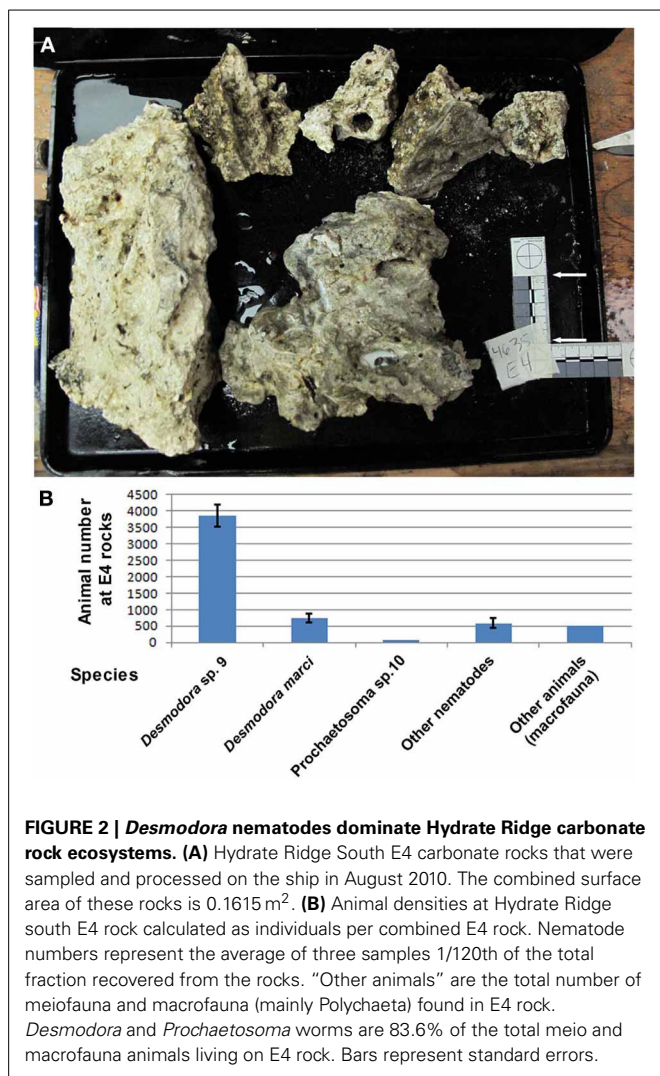 A
4635
E4
B
Animal number
at E4 rocks
4500
4000
3500
3000
2500
2000
1500
1000
500
0
Species
Desmodora sp. 9
Desmodora marci
Prochaetosoma sp.10
Other nematodes
Other animals
(macrofauna)
FIGURE 2 | Desmodora nematodes dominate Hydrate Ridge carbonate
rock ecosystems. (A) Hydrate Ridge South E4 carbonate rocks that were
sampled and processed on the ship in August 2010. The combined surface
area of these rocks is 0.1615 m². (B) Animal densities at Hydrate Ridge
south E4 rock calculated as individuals per combined E4 rock. Nematode
numbers represent the average of three samples 1/120th of the total
fraction recovered from the rocks. “Other animals” are the total number of
meiofauna and macrofauna (mainly Polychaeta) found in E4 rock.
Desmodora and Prochaetosoma worms are 83.6% of the total meio and
macrofauna animals living on E4 rock. Bars represent standard errors.